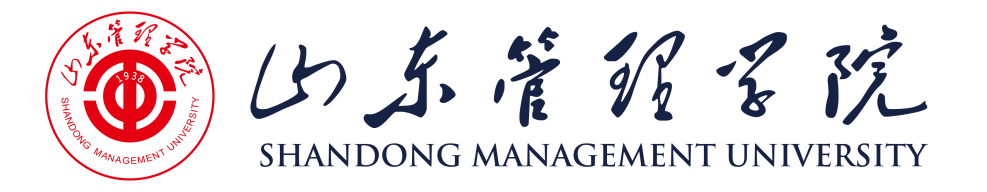 山东管理学院
1938
SHANDONG MANAGEMENT UNIVERSITY
山东管理学院
SHANDONG MANAGEMENT UNIVERSITY